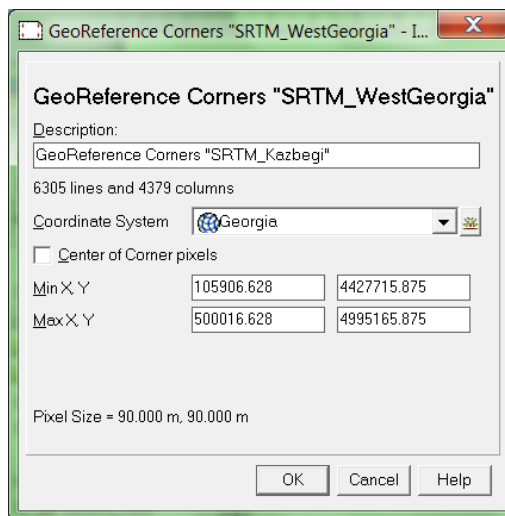 GeoReference Corners "SRTM_WestGeorgia" - I...
GeoReference Corners "SRTM_WestGeorgia"
Description:
GeoReference Corners "SRTM_Kazbegi"
6305 lines and 4379 columns
Coordinate System Georgia
Center of Corner pixels
Min X, Y 105906.628 4427715.875
Max X, Y 500016.628 4995165.875
Pixel Size = 90.000 m, 90.000 m
OK Cancel Help